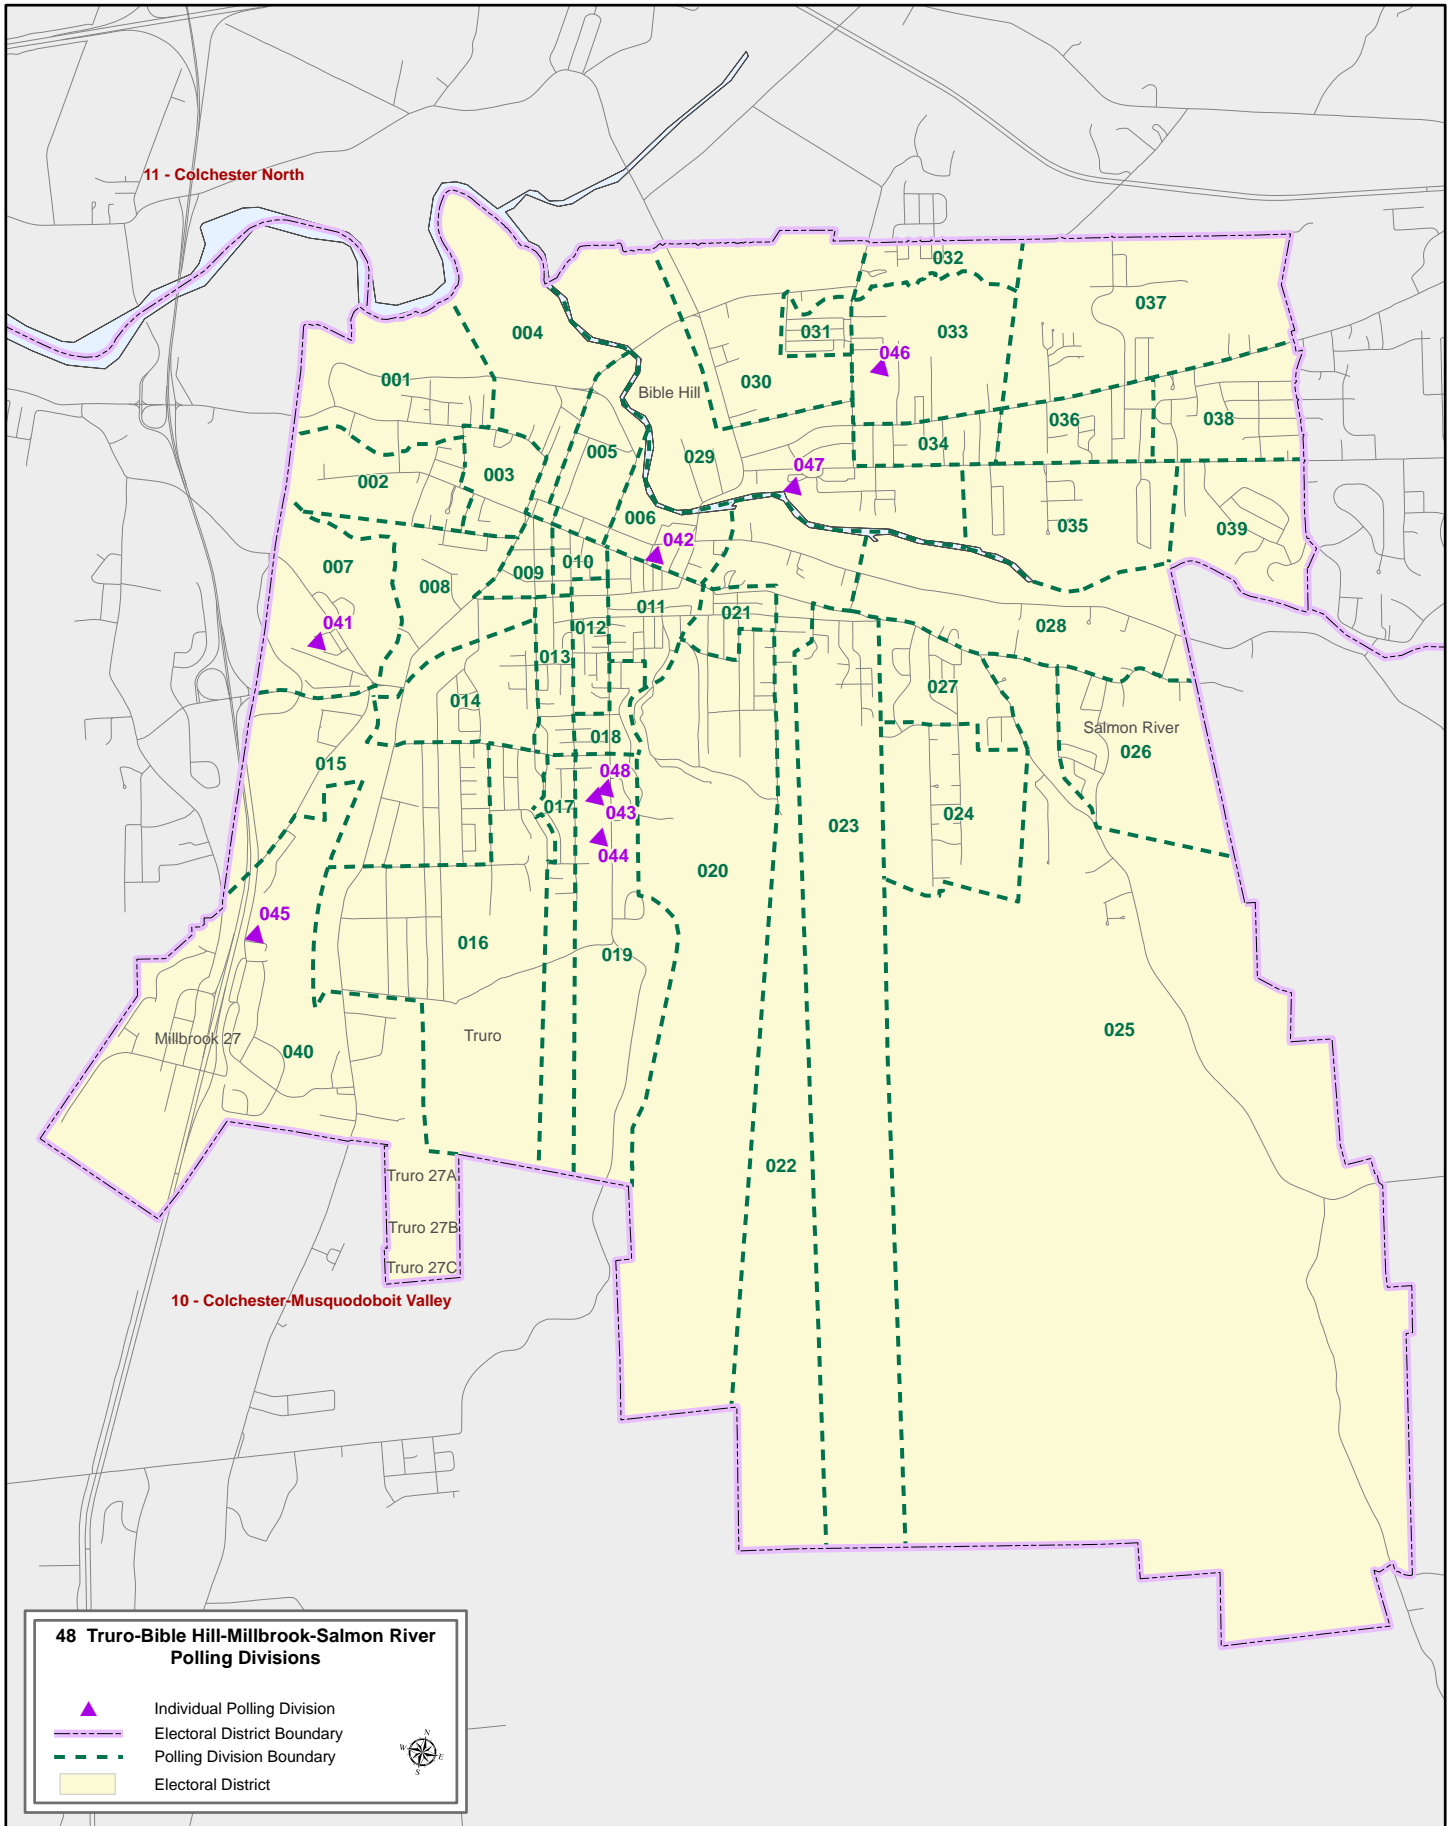 11 - Colchester North
032
037
004
031
033
046
030
001
Bible Hill
038
036
034
005
029
003
047
002
006
035
039
042
010
007
009
008
011
021
012
041
028
013
027
014
Salmon River
018
026
015
048
017
043
024
023
044
020
045
016
019
025
Truro
Millbrook 27
040
022
Truro 27A
Truro 27B
Truro 27C
10 - Colchester-Musquodoboit Valley
48 Truro-Bible Hill-Millbrook-Salmon River
Polling Divisions
Individual Polling Division
Electoral District Boundary
Polling Division Boundary
Electoral District
N
W
E
S